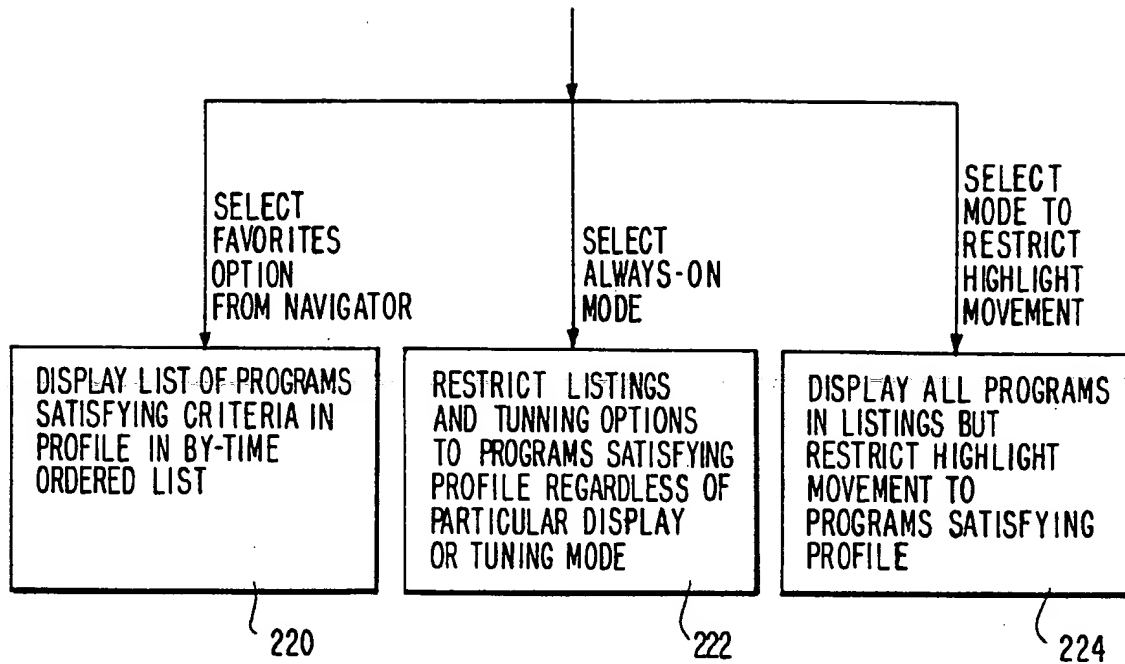 SELECT
FAVORITES
OPTION
FROM NAVIGATOR
SELECT
ALWAYS-ON
MODE
SELECT
MODE TO
RESTRICT
HIGHLIGHT
MOVEMENT
DISPLAY LIST OF PROGRAMS
SATISFYING CRITERIA IN
PROFILE IN BY-TIME
ORDERED LIST
220
RESTRICT LISTINGS
AND TUNNING OPTIONS
TO PROGRAMS SATISFYING
PROFILE REGARDLESS OF
PARTICULAR DISPLAY
OR TUNING MODE
222
DISPLAY ALL PROGRAMS
IN LISTINGS BUT
RESTRICT HIGHLIGHT
MOVEMENT TO
PROGRAMS SATISFYING
PROFILE
224